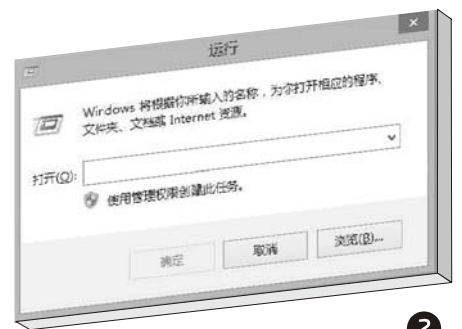 运行
Windows 将根据你所输入的名称，为你打开相应的程序、
文件夹、文档或 Internet 资源。
打开(O):
使用管理权限创建此任务。
确定
取消
浏览(B)...
2